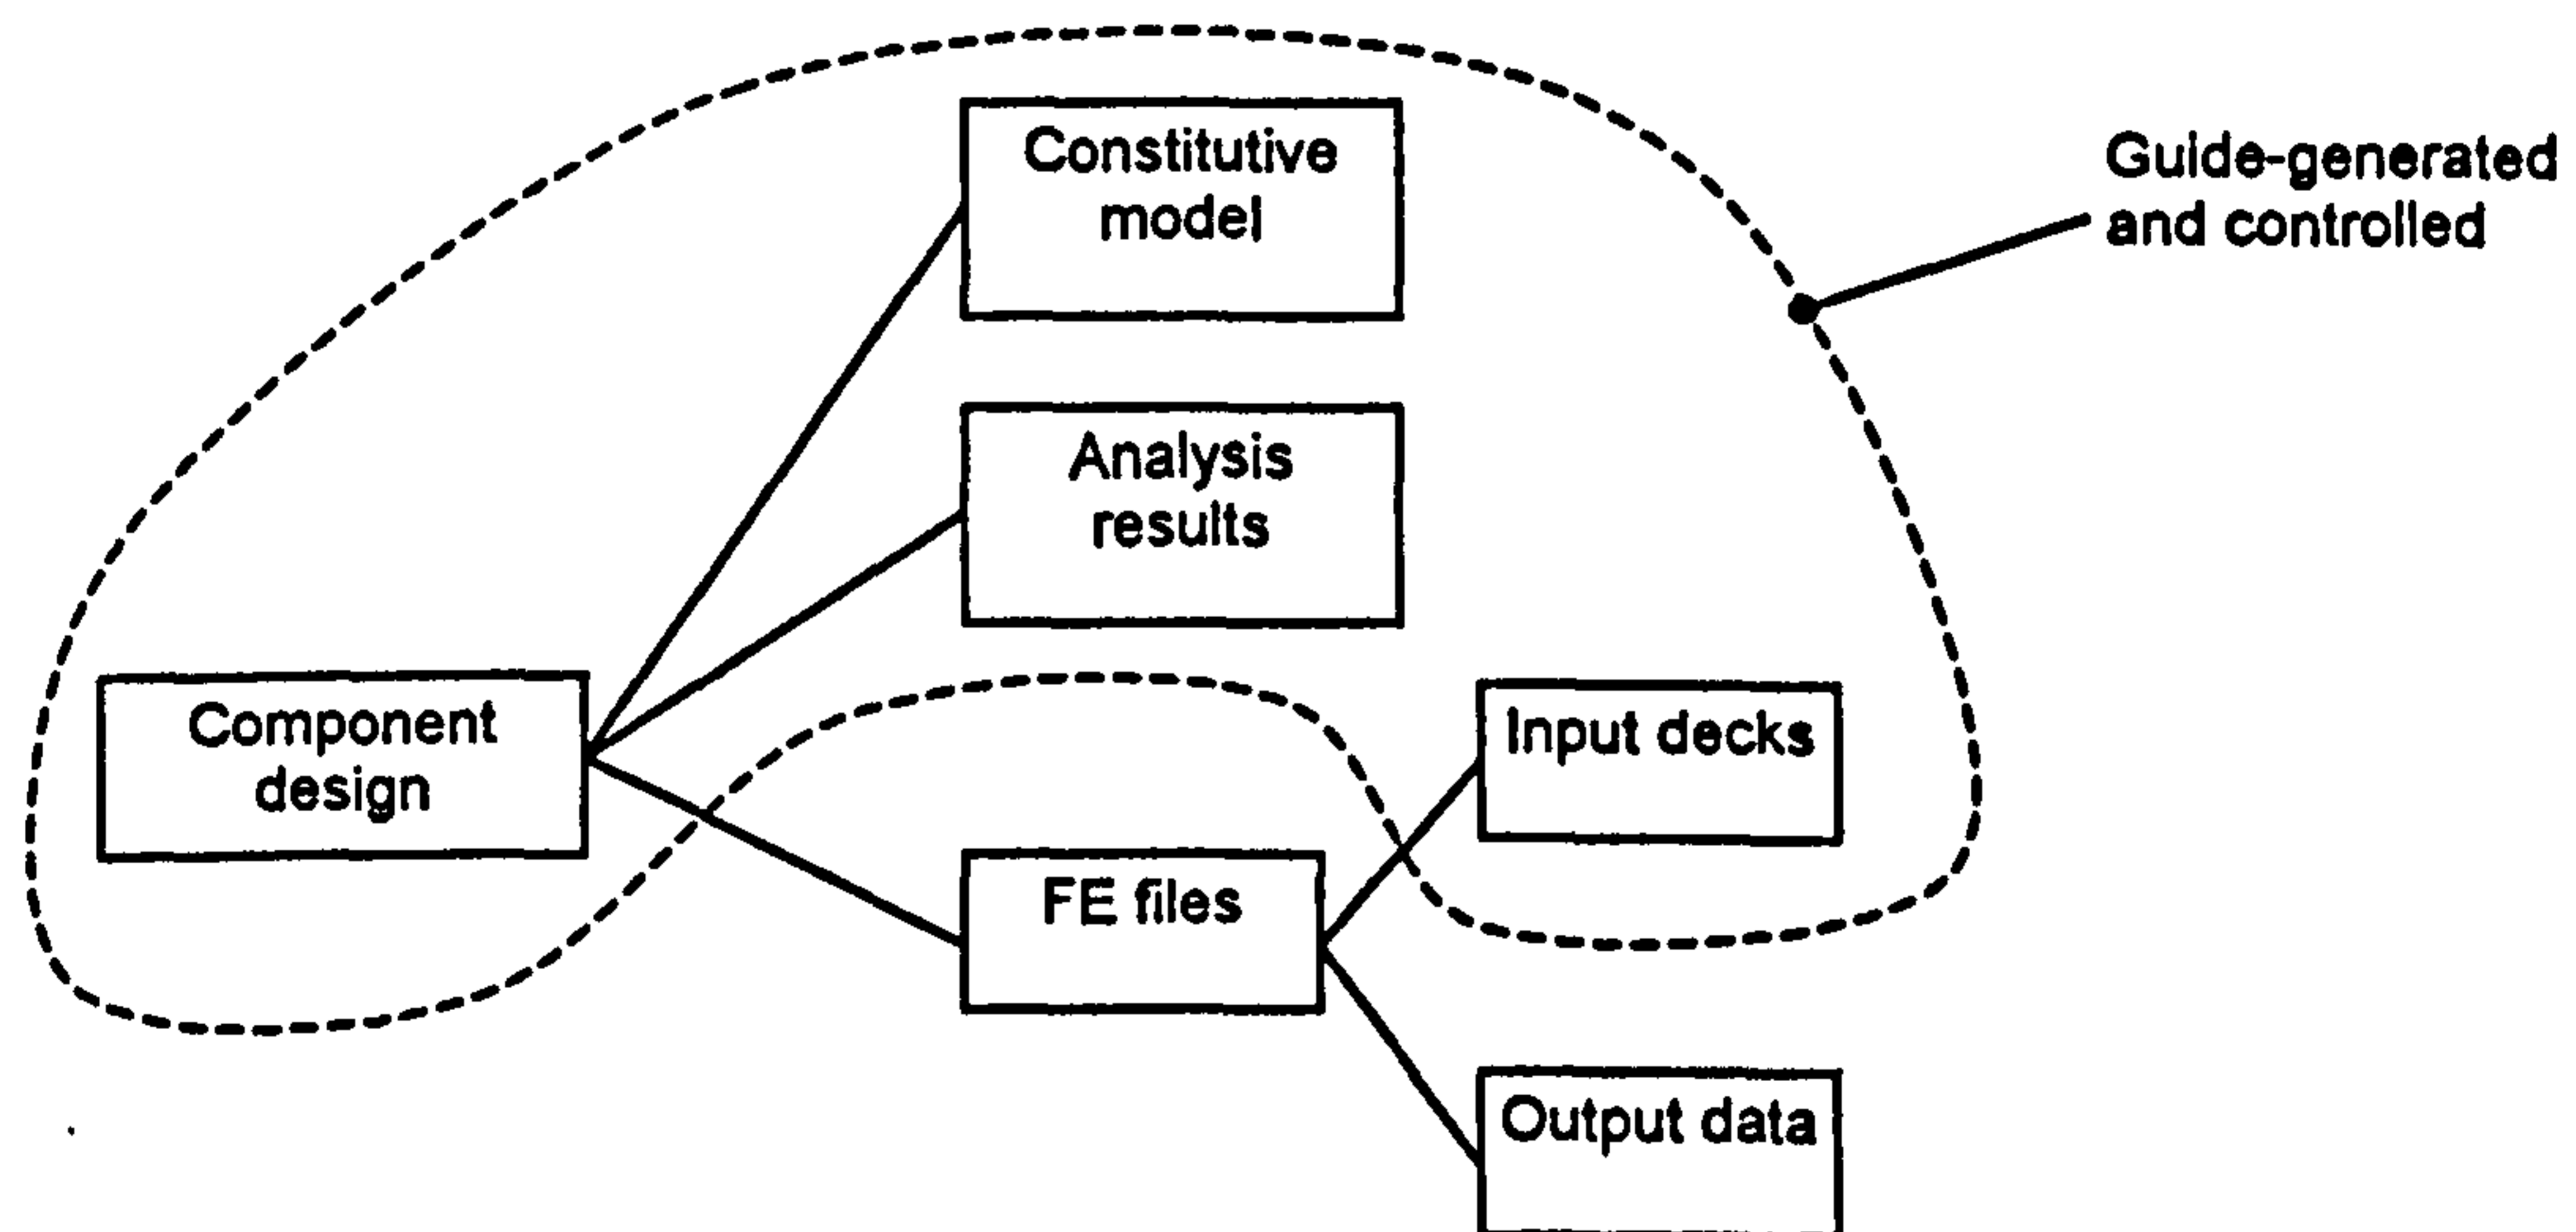 Constitutive
model
Guide-generated
and controlled
Analysis
results
Component
design
Input decks
FE files
Output data